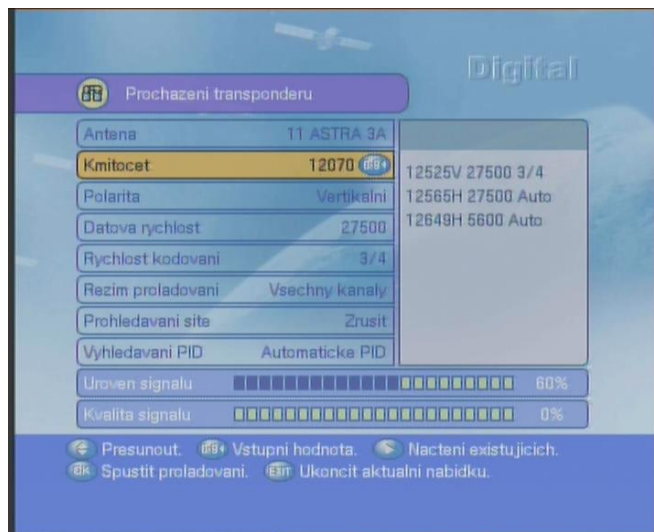 Digital
Prochazeni transponderu
Antena 11 ASTRA 3A
Kmitocet 12070
Polarita Vertikalni
Datova rychlost 27500
Rychlost kodovani 3/4
Rezim proladovani Vsechny kanaly
Prohledavani site Zrusit
Vyhledavani PID Automaticke PID
12525V 27500 3/4
12565H 27500 Auto
12649H 5600 Auto
Uroven signalu 60%
Kvalita signalu 0%
Presunout. Vstupni hodnota. Nacteni existujicich.
OK Spustit proladovani. EXIT Ukoncit aktualni nabidku.